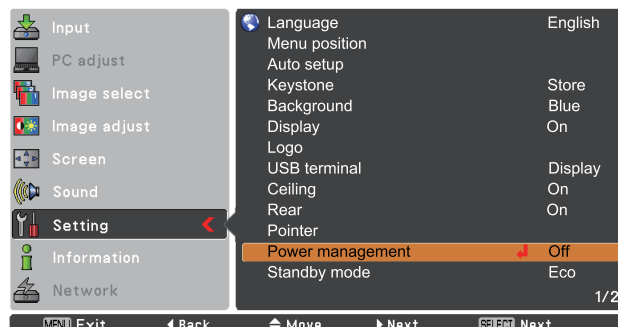 Input
PC adjust
Image select
Image adjust
Screen
Sound
Setting
Information
Network
Language English
Menu position
Auto setup
Keystone Store
Background Blue
Display On
Logo
USB terminal Display
Ceiling On
Rear On
Pointer
Power management Off
Standby mode Eco
1/2
MENU Exit Back Move Next SELECT Next